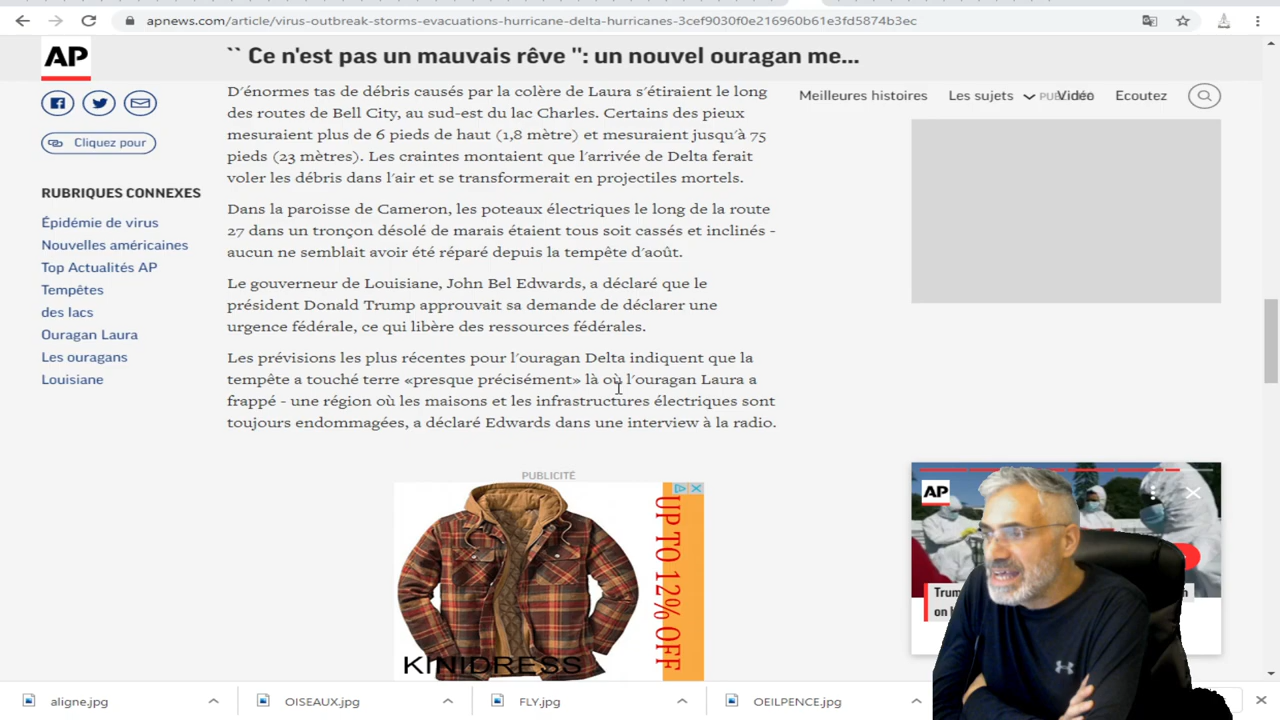 apnews.com/article/virus-outbreak-storms-evacuations-hurricane-delta-hurricanes-3cef9030f0e216960b61e3fd5874b3ec
AP
`` Ce n'est pas un mauvais rêve '': un nouvel ouragan me...
Meilleures histoires
Les sujets
Vidéo
Ecoutez
Cliquez pour
RUBRIQUES CONNEXES
Épidémie de virus
Nouvelles américaines
Top Actualités AP
Tempêtes
des lacs
Ouragan Laura
Les ouragans
Louisiane
D'énormes tas de débris causés par la colère de Laura s'étiraient le long
des routes de Bell City, au sud-est du lac Charles. Certains des pieux
mesuraient plus de 6 pieds de haut (1,8 mètre) et mesuraient jusqu'à 75
pieds (23 mètres). Les craintes montaient que l'arrivée de Delta ferait
voler les débris dans l'air et se transformerait en projectiles mortels.
Dans la paroisse de Cameron, les poteaux électriques le long de la route
27 dans un tronçon désolé de marais étaient tous soit cassés et inclinés -
aucun ne semblait avoir été réparé depuis la tempête d'août.
Le gouverneur de Louisiane, John Bel Edwards, a déclaré que le
président Donald Trump approuvait sa demande de déclarer une
urgence fédérale, ce qui libère des ressources fédérales.
Les prévisions les plus récentes pour l'ouragan Delta indiquent que la
tempête a touché terre «presque précisément» là où l'ouragan Laura a
frappé - une région où les maisons et les infrastructures électriques sont
toujours endommagées, a déclaré Edwards dans une interview à la radio.
PUBLICITÉ
UP TO 12% OFF
KINIDRESS
AP
aligne.jpg
OISEAUX.jpg
FLY.jpg
OEILPENCE.jpg